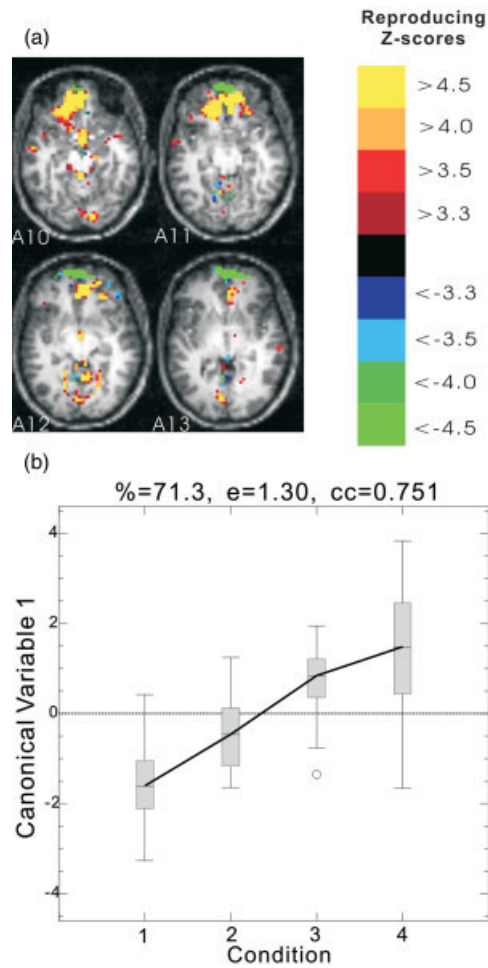 (a)
Reproducing
Z-scores
>4.5
>4.0
>3.5
>3.3
<-3.3
<-3.5
<-4.0
<-4.5
A10
A11
A12
A13
(b)
%=71.3, e=1.30, cc=0.751
Canonical Variable 1
4
2
0
-2
-4
1 2 3 4
Condition